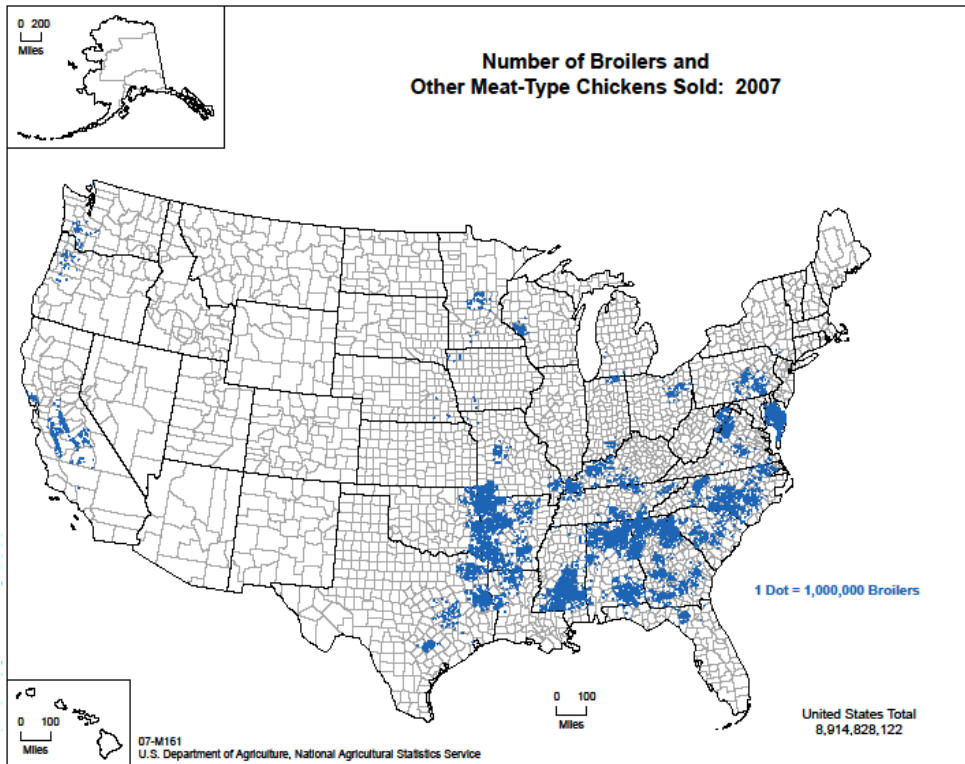 0 200
Miles
Number of Broilers and
Other Meat-Type Chickens Sold: 2007
1 Dot = 1,000,000 Broilers
0 100
Miles
0 100
Miles
United States Total
8,914,828,122
07-M161
U.S. Department of Agriculture, National Agricultural Statistics Service